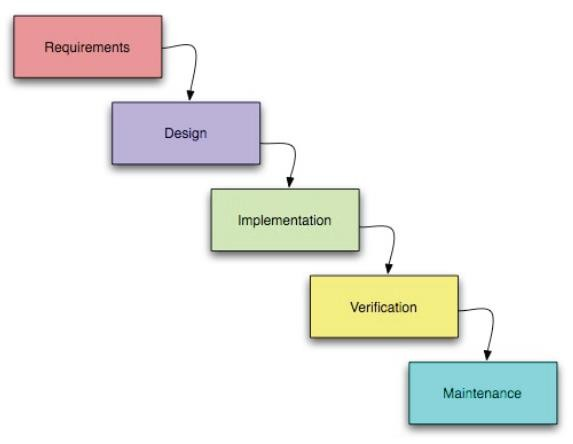 Requirements
Design
Implementation
Verification
Maintenance